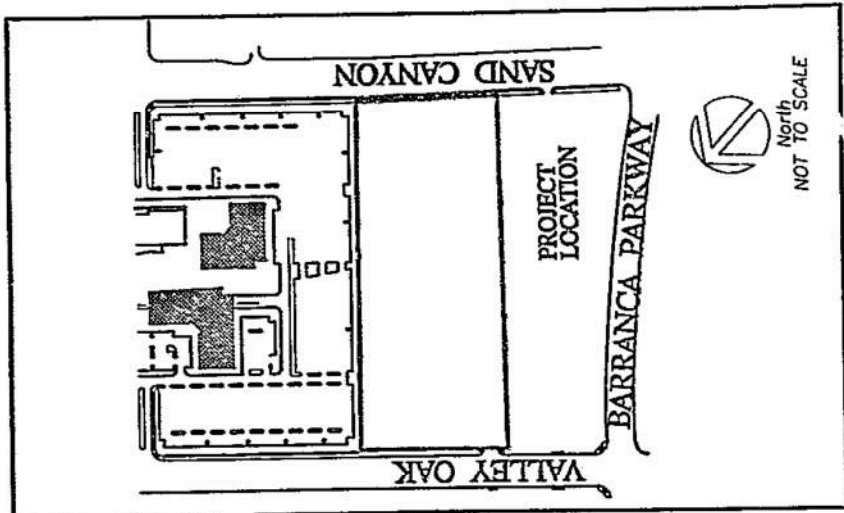 SAND CANYON
PROJECT
LOCATION
BARRANCA PARKWAY
VALLEY OAK
North
NOT TO SCALE